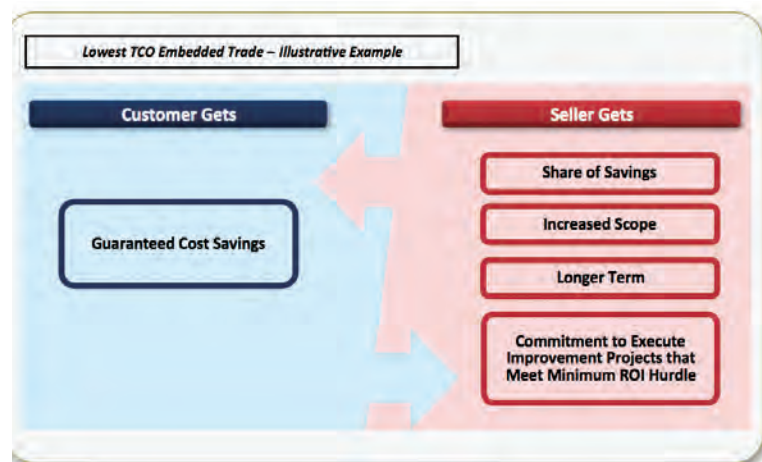 Lowest TCO Embedded Trade – Illustrative Example
Customer Gets
Seller Gets
Guaranteed Cost Savings
Share of Savings
Increased Scope
Longer Term
Commitment to Execute
Improvement Projects that
Meet Minimum ROI Hurdle